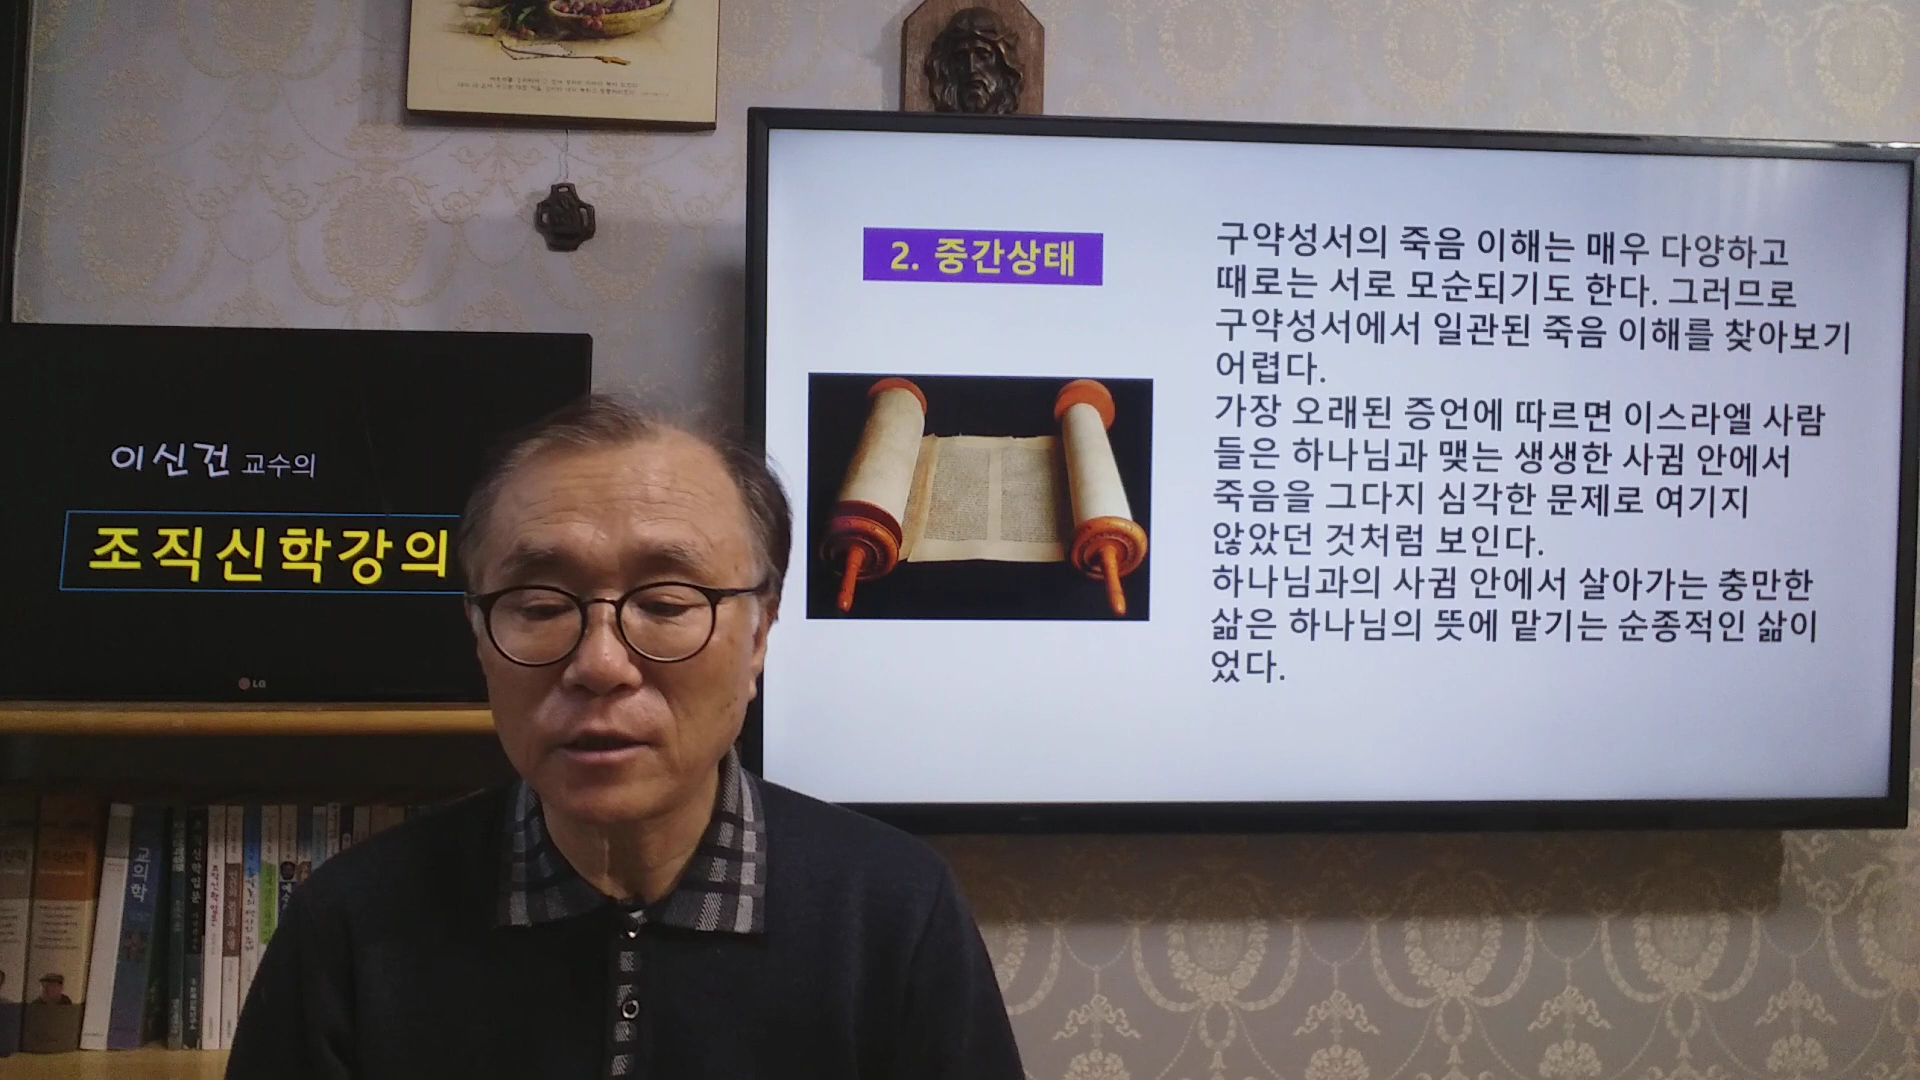 이신건 교수의
조직신학강의
LG
2. 중간상태
구약성서의 죽음 이해는 매우 다양하고
때로는 서로 모순되기도 한다. 그러므로
구약성서에서 일관된 죽음 이해를 찾아보기
어렵다.
가장 오래된 증언에 따르면 이스라엘 사람
들은 하나님과 맺는 생생한 사귐 안에서
죽음을 그다지 심각한 문제로 여기지
않았던 것처럼 보인다.
하나님과의 사귐 안에서 살아가는 충만한
삶은 하나님의 뜻에 맡기는 순종적인 삶이
었다.
교의학